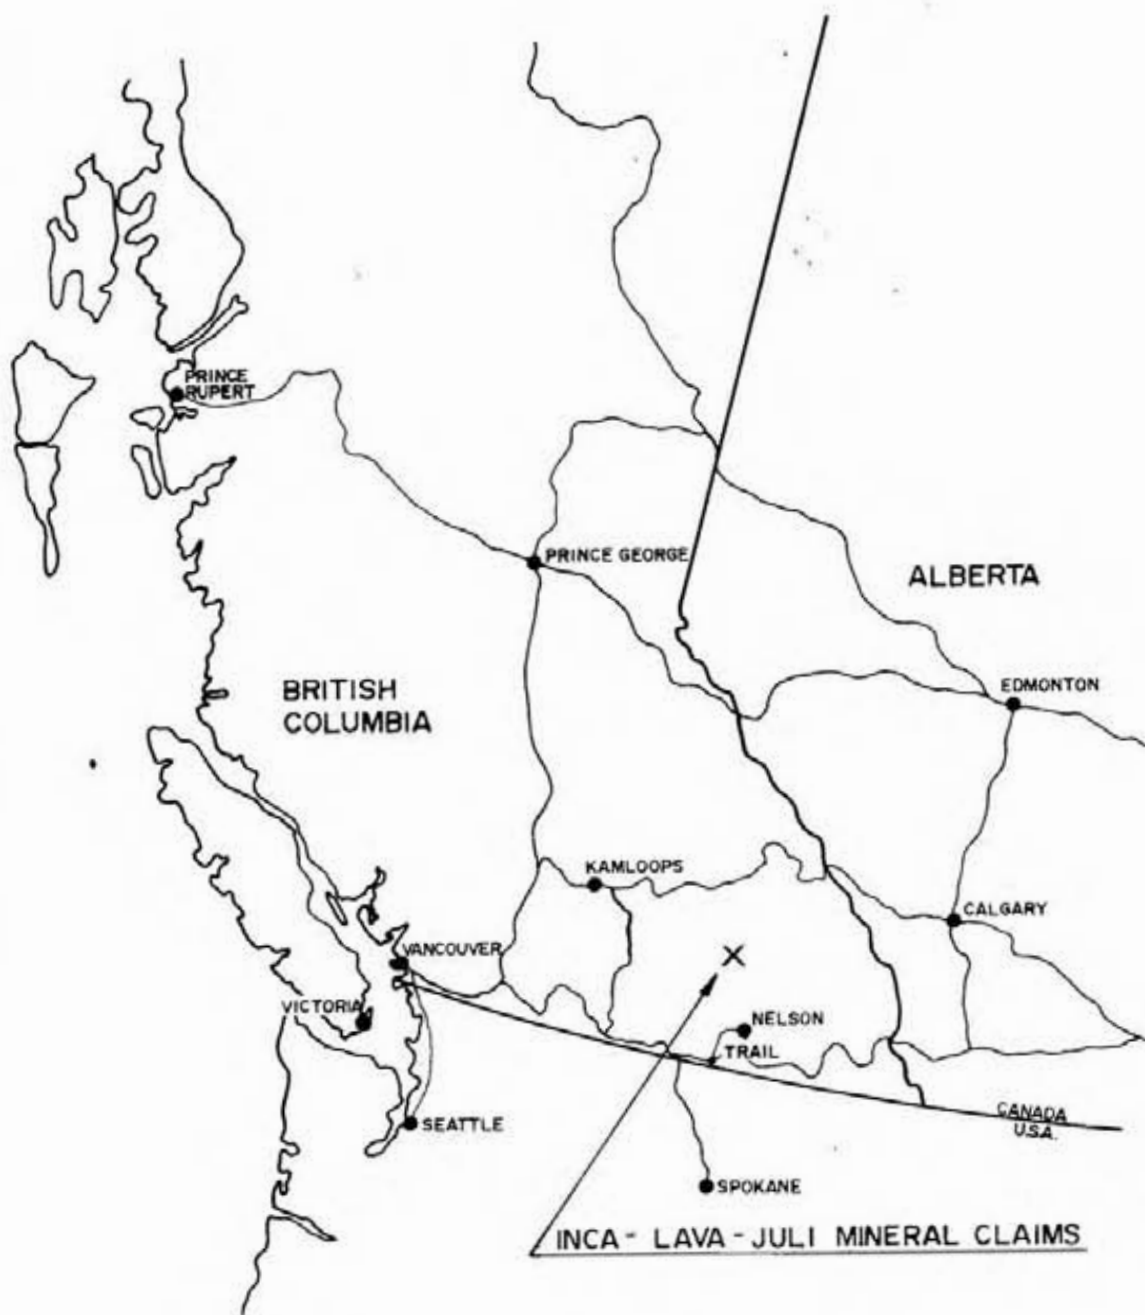 PRINCE
RUPERT
PRINCE GEORGE
ALBERTA
BRITISH
COLUMBIA
EDMONTON
KAMLOOPS
CALGARY
VANCOUVER
VICTORIA
NELSON
TRAIL
SEATTLE
CANADA
U.S.A.
SPOKANE
INCA - LAVA - JULI MINERAL CLAIMS